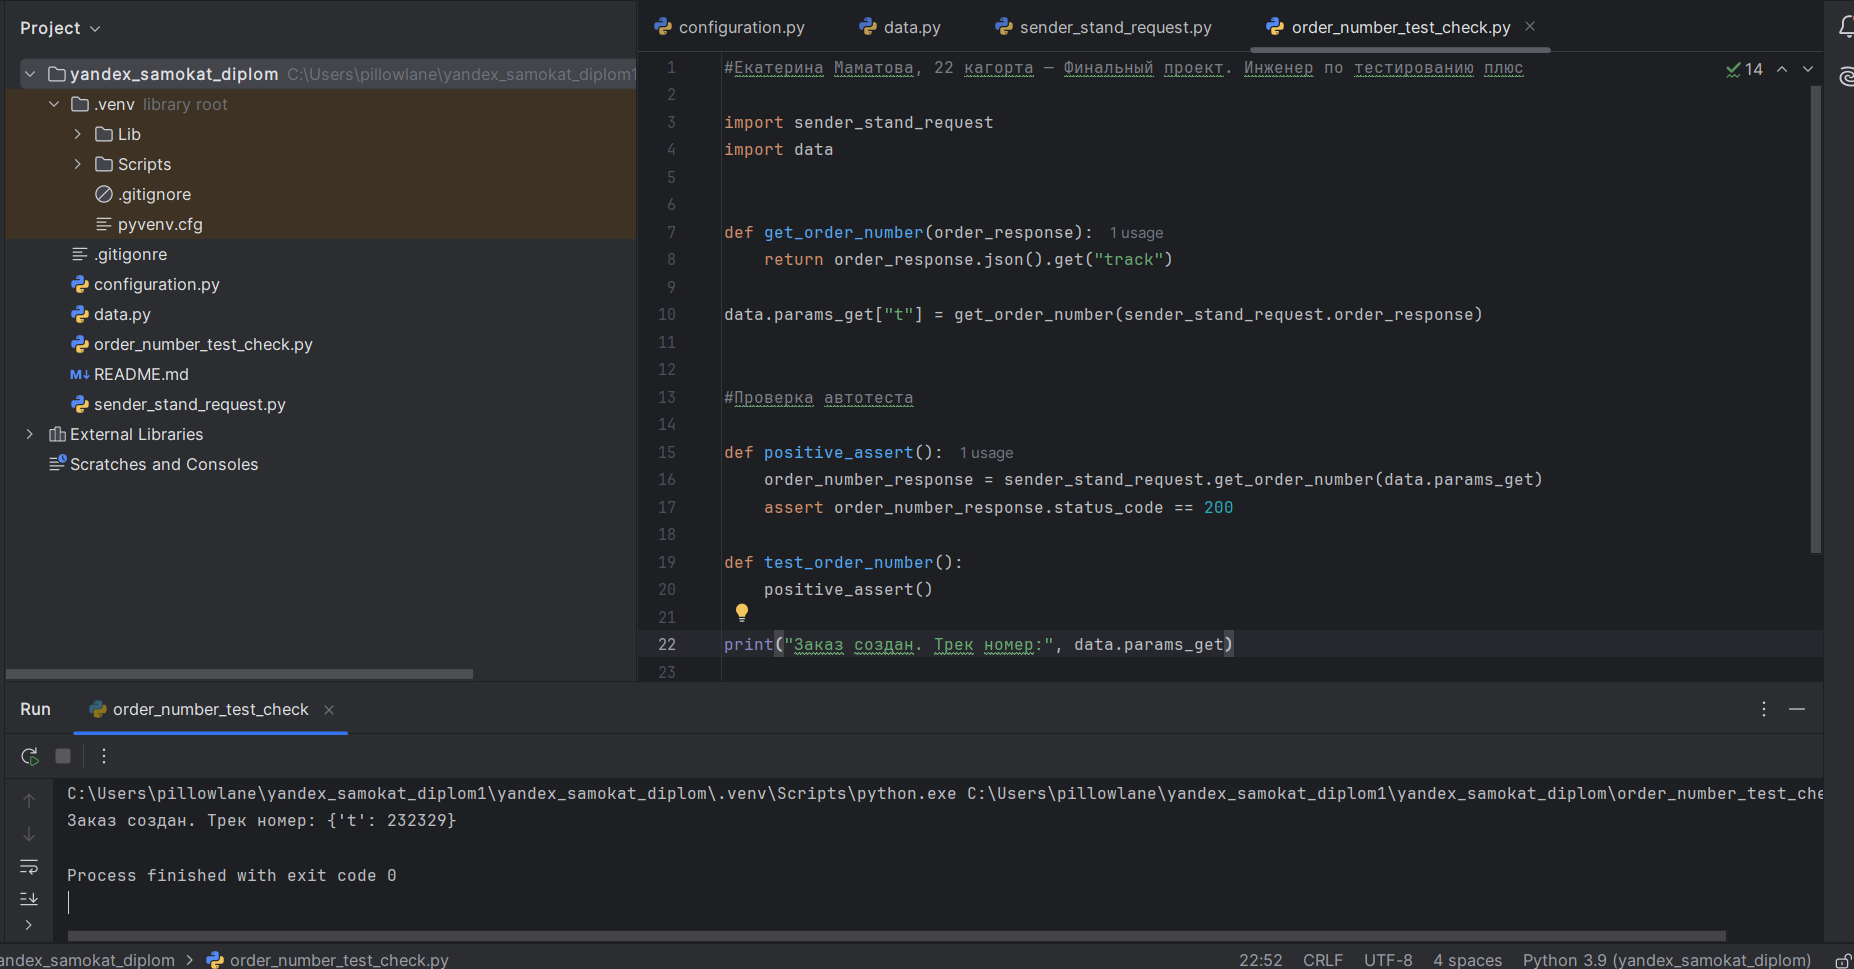 Project
configuration.py
data.py
sender_stand_request.py
order_number_test_check.py
yandex_samokat_diplom C:\Users\pillowlane\yandex_samokat_diplom1
.venv library root
Lib
Scripts
.gitignore
pyvenv.cfg
.gitigonre
configuration.py
data.py
order_number_test_check.py
M↓ README.md
sender_stand_request.py
External Libraries
Scratches and Consoles
14
1 #Екатерина Маматова, 22 кагорта — Финальный проект. Инженер по тестированию плюс
2
3 import sender_stand_request
4 import data
5
6
7 def get_order_number(order_response): 1 usage
8 return order_response.json().get("track")
9
10 data.params_get["t"] = get_order_number(sender_stand_request.order_response)
11
12
13 #Проверка автотеста
14
15 def positive_assert(): 1 usage
16 order_number_response = sender_stand_request.get_order_number(data.params_get)
17 assert order_number_response.status_code == 200
18
19 def test_order_number():
20 positive_assert()
21
22 print("Заказ создан. Трек номер:", data.params_get)
23
Run order_number_test_check
C:\Users\pillowlane\yandex_samokat_diplom1\yandex_samokat_diplom\.venv\Scripts\python.exe C:\Users\pillowlane\yandex_samokat_diplom1\yandex_samokat_diplom\order_number_test_che
Заказ создан. Трек номер: {'t': 232329}
Process finished with exit code 0
andex_samokat_diplom > order_number_test_check.py
22:52 CRLF UTF-8 4 spaces Python 3.9 (yandex_samokat_diplom)